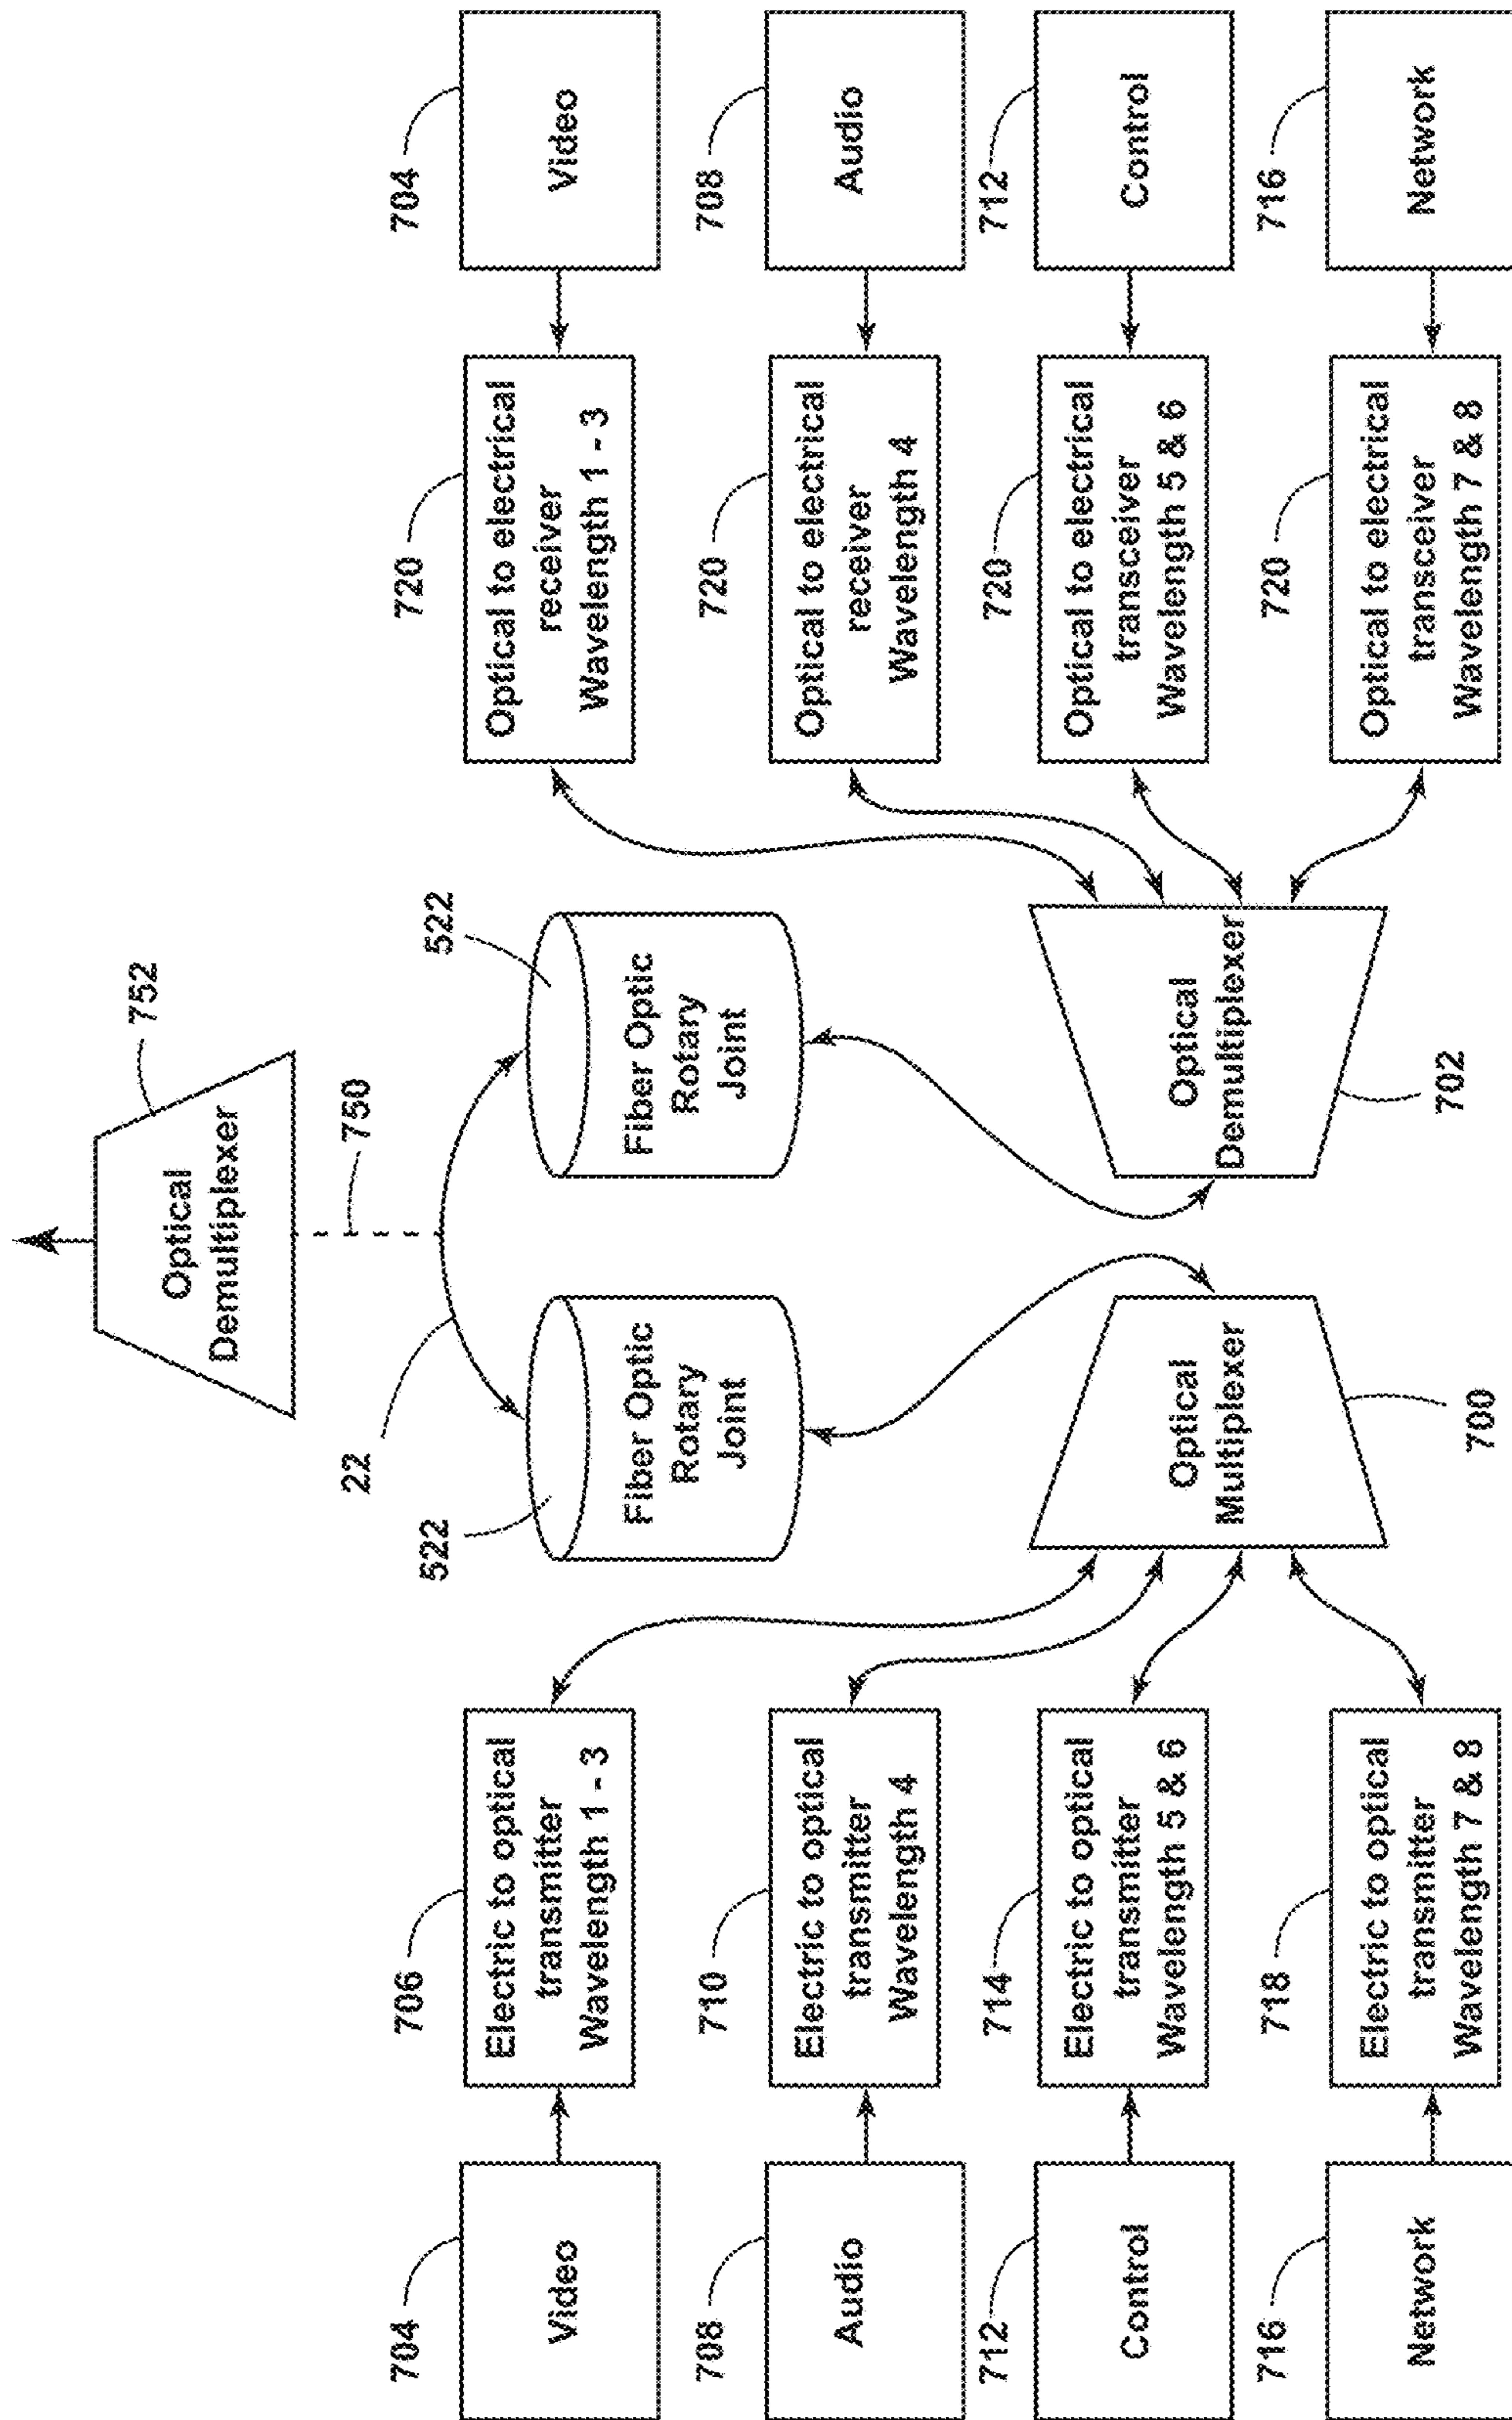 752
Optical
Demultiplexer
750
22
522
Fiber Optic
Rotary
Joint
522
Fiber Optic
Rotary
Joint
704
Video
706
Electric to optical
transmitter
Wavelength 1 - 3
720
Optical to electrical
receiver
Wavelength 1 - 3
704
Video
708
Audio
710
Electric to optical
transmitter
Wavelength 4
720
Optical to electrical
receiver
Wavelength 4
708
Audio
Optical
Multiplexer
700
Optical
Demultiplexer
702
712
Control
714
Electric to optical
transmitter
Wavelength 5 & 6
720
Optical to electrical
transceiver
Wavelength 5 & 6
712
Control
716
Network
718
Electric to optical
transmitter
Wavelength 7 & 8
720
Optical to electrical
transceiver
Wavelength 7 & 8
716
Network